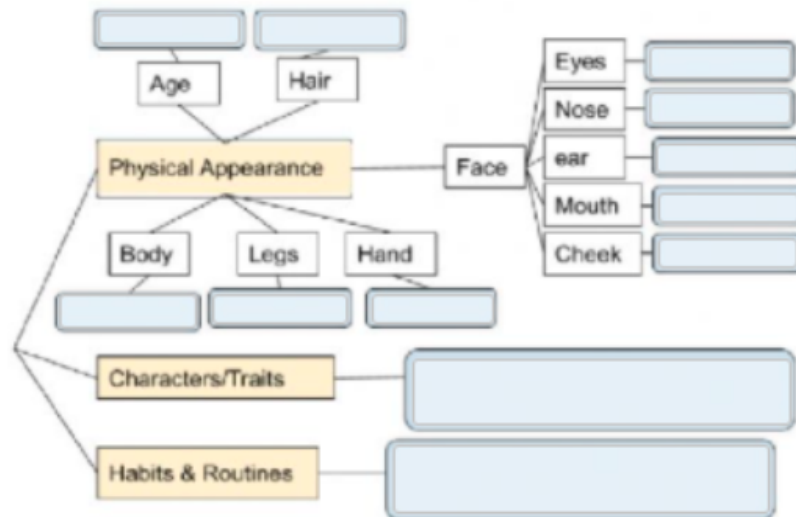 Age
Hair
Eyes
Nose
Physical Appearance
Face
ear
Mouth
Body
Legs
Hand
Cheek
Characters/Traits
Habits & Routines